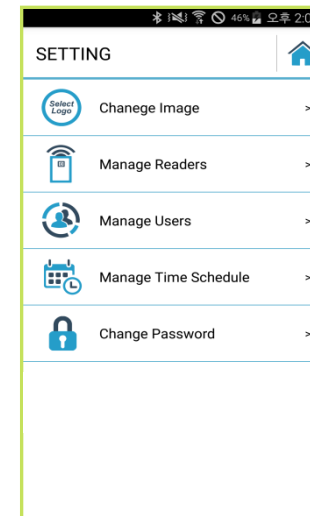 46% 오후 2:0
SETTING
Select
Logo
Chanege Image
>
Manage Readers
>
Manage Users
>
Manage Time Schedule
>
Change Password
>